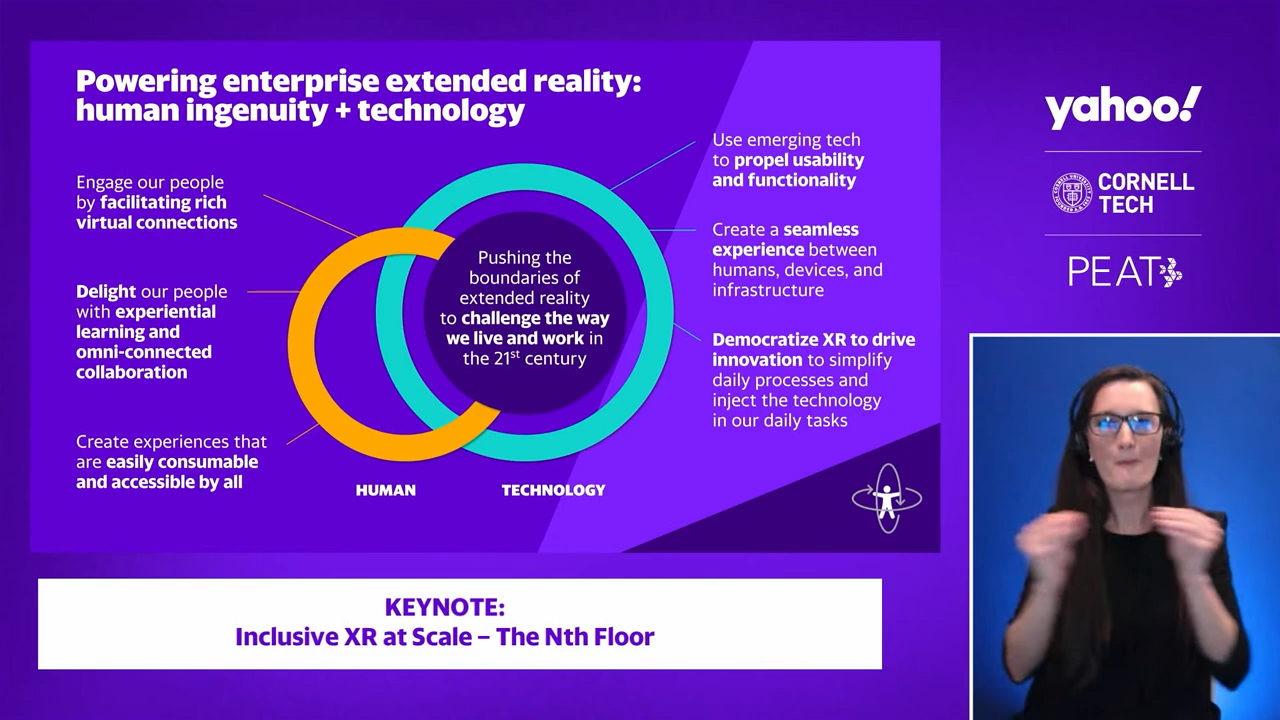 Powering enterprise extended reality:
human ingenuity + technology
Engage our people
by facilitating rich
virtual connections
Delight our people
with experiential
learning and
omni-connected
collaboration
Create experiences that
are easily consumable
and accessible by all
Pushing the
boundaries of
extended reality
to challenge the way
we live and work in
the 21st century
HUMAN
TECHNOLOGY
Use emerging tech
to propel usability
and functionality
Create a seamless
experience between
humans, devices, and
infrastructure
Democratize XR to drive
innovation to simplify
daily processes and
inject the technology
in our daily tasks
yahoo!
CORNELL
TECH
PEAT
KEYNOTE:
Inclusive XR at Scale – The Nth Floor